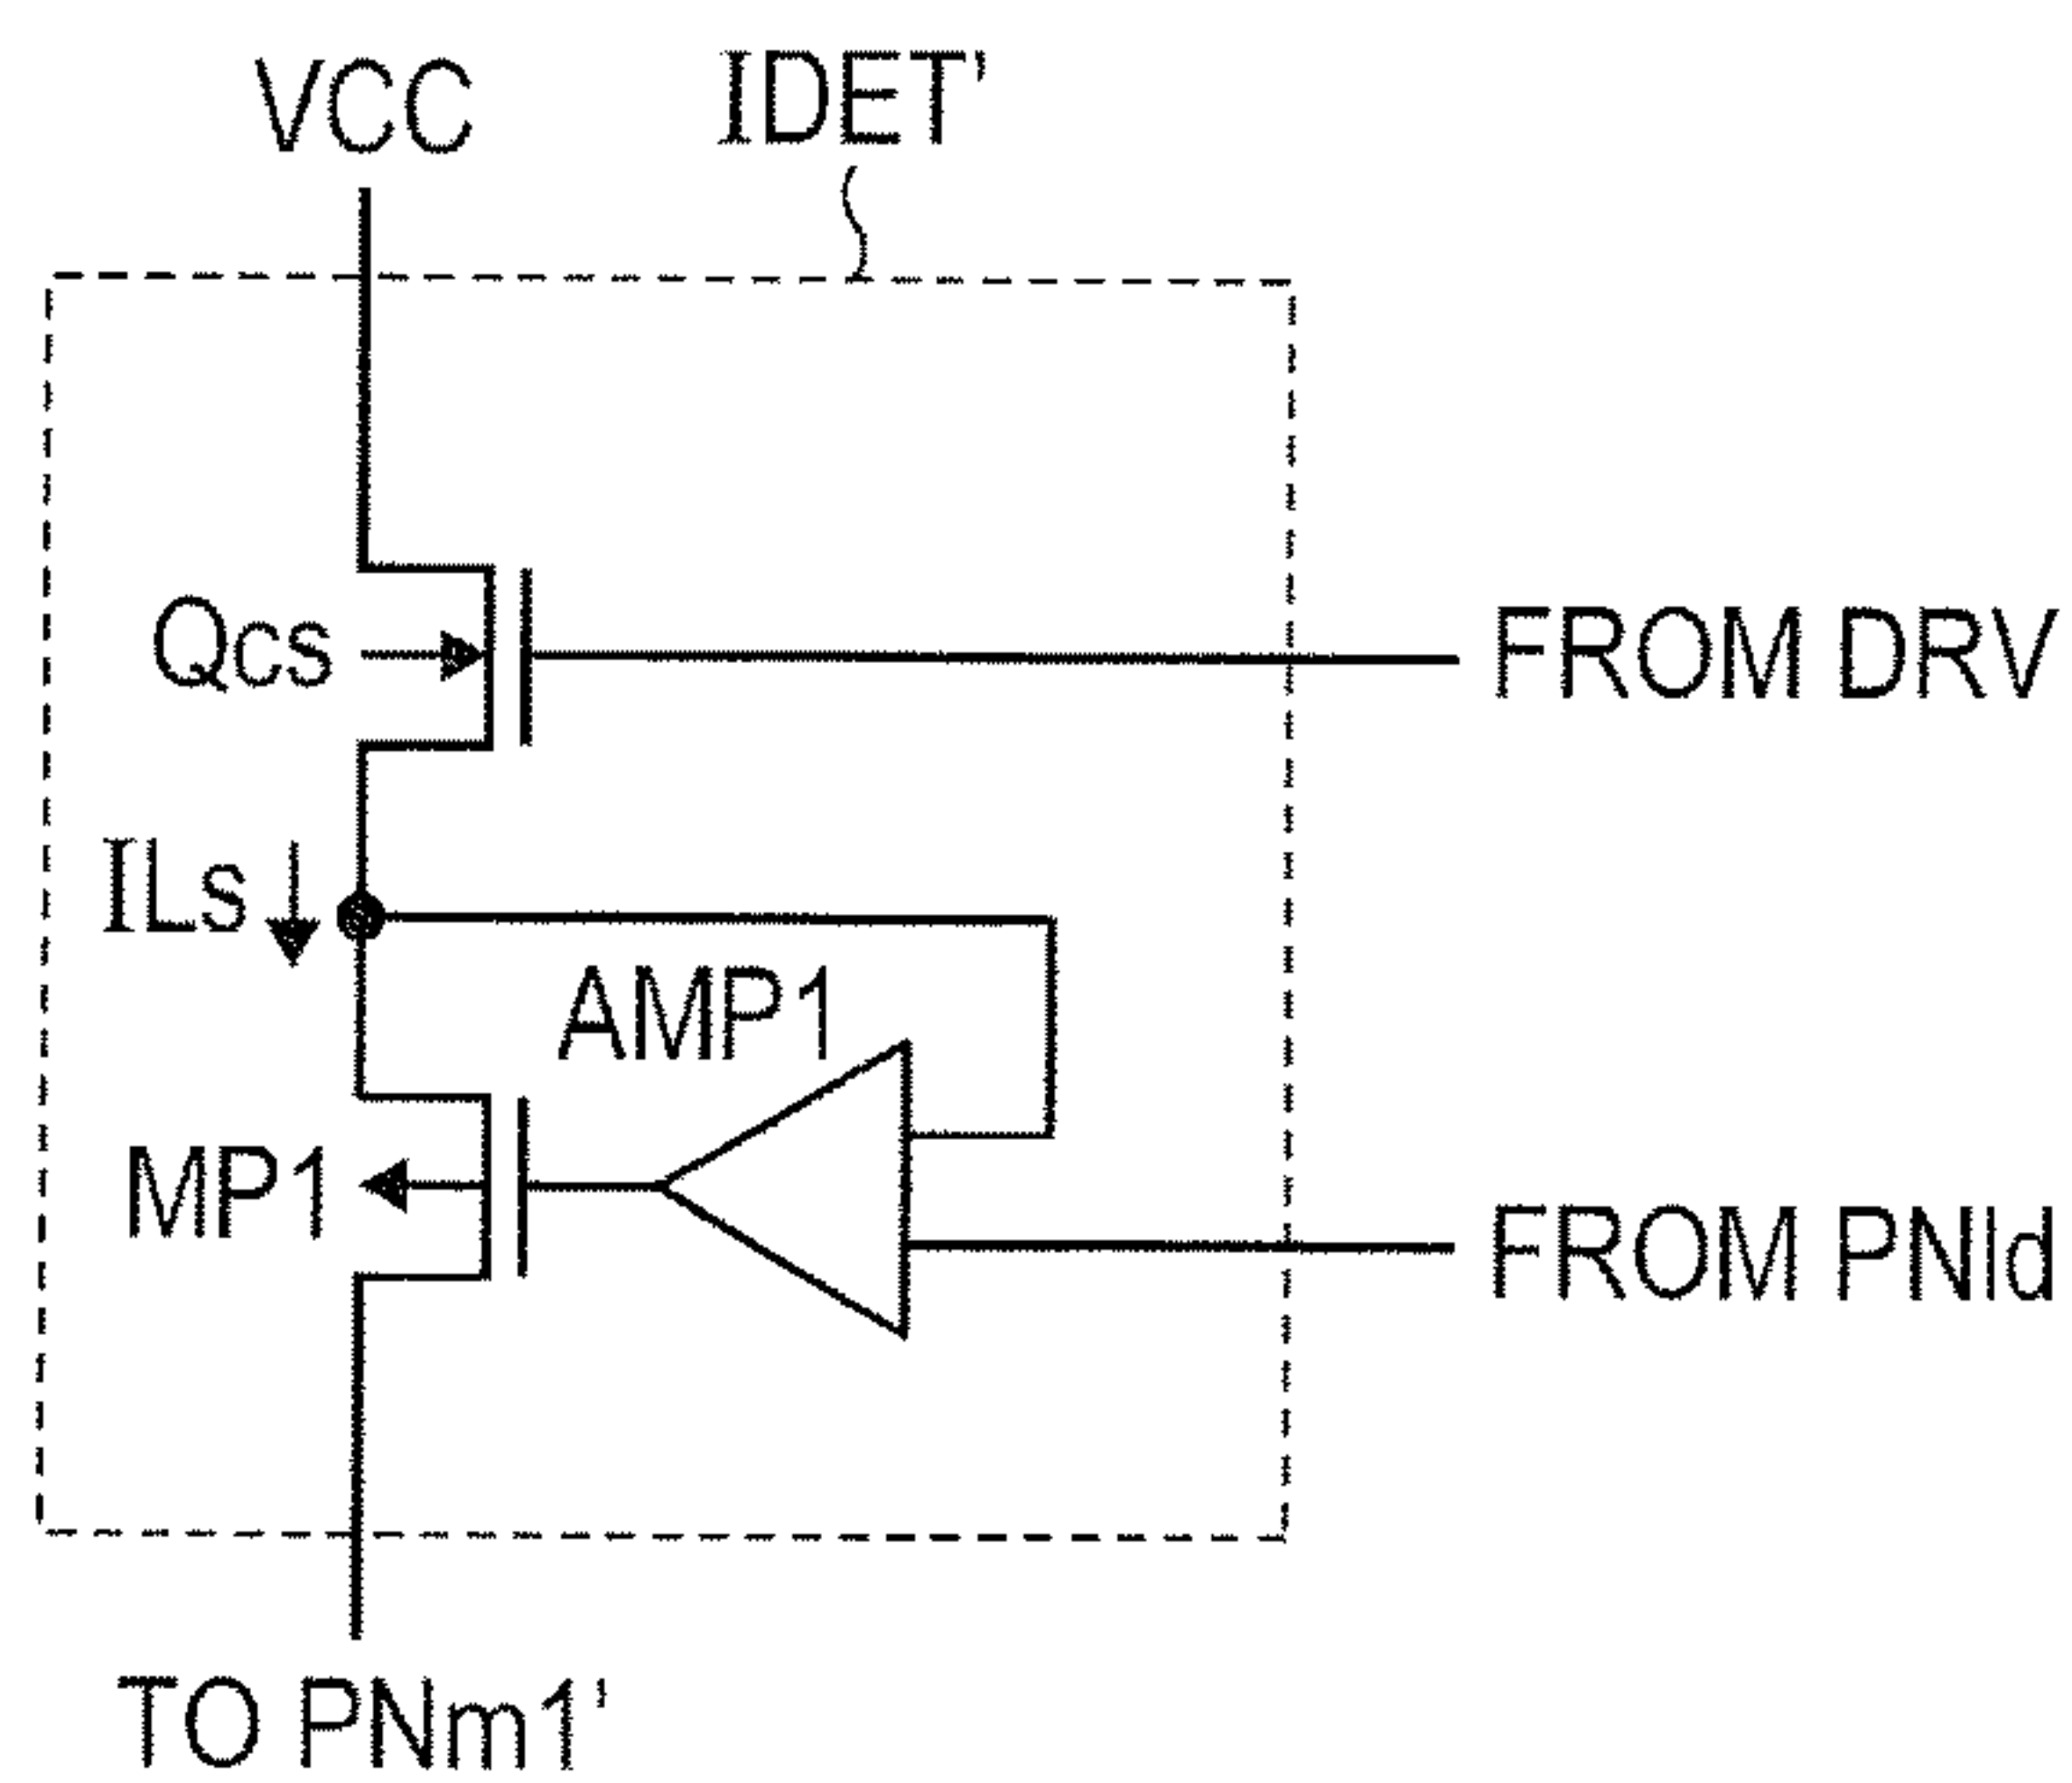 VCC
IDET'
Qcs
FROM DRV
ILs
AMP1
MP1
FROM PNld
TO PNm1'